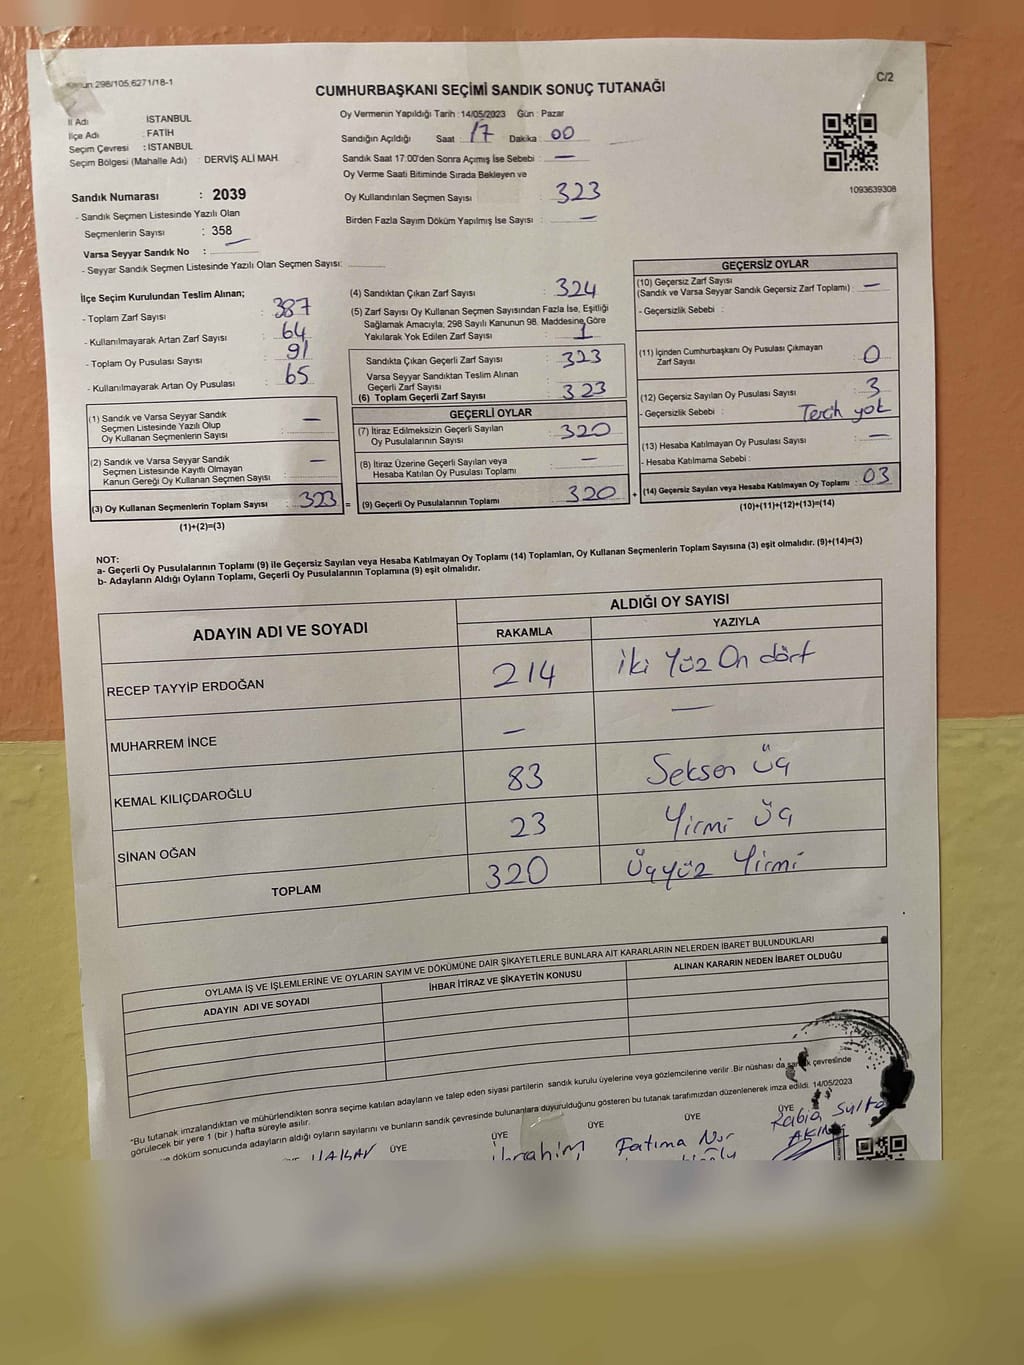 Kanun:298/105.6271/18-1
C/2
CUMHURBAŞKANI SEÇİMİ SANDIK SONUÇ TUTANAĞI
İl Adı İSTANBUL
İlçe Adı : FATİH
Seçim Çevresi : İSTANBUL
Seçim Bölgesi (Mahalle Adı) : DERVİŞ ALİ MAH.
Sandık Numarası : 2039
- Sandık Seçmen Listesinde Yazılı Olan
Seçmenlerin Sayısı : 358
Varsa Seyyar Sandık No : —
- Seyyar Sandık Seçmen Listesinde Yazılı Olan Seçmen Sayısı:
Oy Vermenin Yapıldığı Tarih : 14/05/2023 Gün : Pazar
Sandığın Açıldığı Saat : 17 Dakika : 00
Sandık Saat 17:00'den Sonra Açımış İse Sebebi : —
Oy Verme Saati Bitiminde Sırada Bekleyen ve
Oy Kullandırılan Seçmen Sayısı : 323
Birden Fazla Sayım Döküm Yapılmış İse Sayısı : —
1093639308
İlçe Seçim Kurulundan Teslim Alınan;
- Toplam Zarf Sayısı : 387
- Kullanılmayarak Artan Zarf Sayısı : 64
- Toplam Oy Pusulası Sayısı : 91
- Kullanılmayarak Artan Oy Pusulası : 65
(1) Sandık ve Varsa Seyyar Sandık
Seçmen Listesinde Yazılı Olup
Oy Kullanan Seçmenlerin Sayısı : —
(2) Sandık ve Varsa Seyyar Sandık
Seçmen Listesinde Kayıtlı Olmayan
Kanun Gereği Oy Kullanan Seçmen Sayısı : —
(3) Oy Kullanan Seçmenlerin Toplam Sayısı : 323 =
(1)+(2)=(3)
(4) Sandıktan Çıkan Zarf Sayısı : 324
(5) Zarf Sayısı Oy Kullanan Seçmen Sayısından Fazla İse, Eşitliği
Sağlamak Amacıyla; 298 Sayılı Kanunun 98. Maddesine Göre
Yakılarak Yok Edilen Zarf Sayısı : 1
Sandıkta Çıkan Geçerli Zarf Sayısı : 323
Varsa Seyyar Sandıktan Teslim Alınan
Geçerli Zarf Sayısı :
(6) Toplam Geçerli Zarf Sayısı : 323
GEÇERLİ OYLAR
(7) İtiraz Edilmeksizin Geçerli Sayılan
Oy Pusulalarının Sayısı : 320
(8) İtiraz Üzerine Geçerli Sayılan veya
Hesaba Katılan Oy Pusulası Toplamı : —
(9) Geçerli Oy Pusulalarının Toplamı : 320 +
GEÇERSİZ OYLAR
(10) Geçersiz Zarf Sayısı
(Sandık ve Varsa Seyyar Sandık Geçersiz Zarf Toplamı) : —
- Geçersizlik Sebebi :
(11) İçinden Cumhurbaşkanı Oy Pusulası Çıkmayan
Zarf Sayısı : 0
(12) Geçersiz Sayılan Oy Pusulası Sayısı : 3
- Geçersizlik Sebebi : Tercih yok
(13) Hesaba Katılmayan Oy Pusulası Sayısı : —
- Hesaba Katılmama Sebebi :
(14) Geçersiz Sayılan veya Hesaba Katılmayan Oy Toplamı : 03
(10)+(11)+(12)+(13)=(14)
NOT:
a- Geçerli Oy Pusulalarının Toplamı (9) ile Geçersiz Sayılan veya Hesaba Katılmayan Oy Toplamı (14) Toplamları, Oy Kullanan Seçmenlerin Toplam Sayısına (3) eşit olmalıdır. (9)+(14)=(3)
b- Adayların Aldığı Oyların Toplamı, Geçerli Oy Pusulalarının Toplamına (9) eşit olmalıdır.
ADAYIN ADI VE SOYADI
ALDIĞI OY SAYISI
RAKAMLA YAZIYLA
RECEP TAYYİP ERDOĞAN 214 iki Yüz On dört
MUHARREM İNCE — —
KEMAL KILIÇDAROĞLU 83 Seksen üç
SİNAN OĞAN 23 Yirmi üç
TOPLAM 320 üçyüz Yirmi
OYLAMA İŞ VE İŞLEMLERİNE VE OYLARIN SAYIM VE DÖKÜMÜNE DAİR ŞİKAYETLERLE BUNLARA AİT KARARLARIN NELERDEN İBARET BULUNDUKLARI
ADAYIN ADI VE SOYADI İHBAR İTİRAZ VE ŞİKAYETİN KONUSU ALINAN KARARIN NEDEN İBARET OLDUĞU
"Bu tutanak imzalandıktan ve mühürlendikten sonra seçime katılan adayların ve talep eden siyasi partilerin sandık kurulu üyelerine veya gözlemcilerine verilir. Bir nüshası da sandık çevresinde
görülecek bir yere 1 (bir) hafta süreyle asılır.
döküm sonucunda adayların aldığı oyların sayılarını ve bunların sandık çevresinde bulunanlara duyurulduğunu gösteren bu tutanak tarafımızdan düzenlenerek imza edildi. 14/05/2023
ÜYE ÜYE ÜYE ÜYE ÜYE
İbrahim Fatıma Nur Rabia Sultan
AKIN